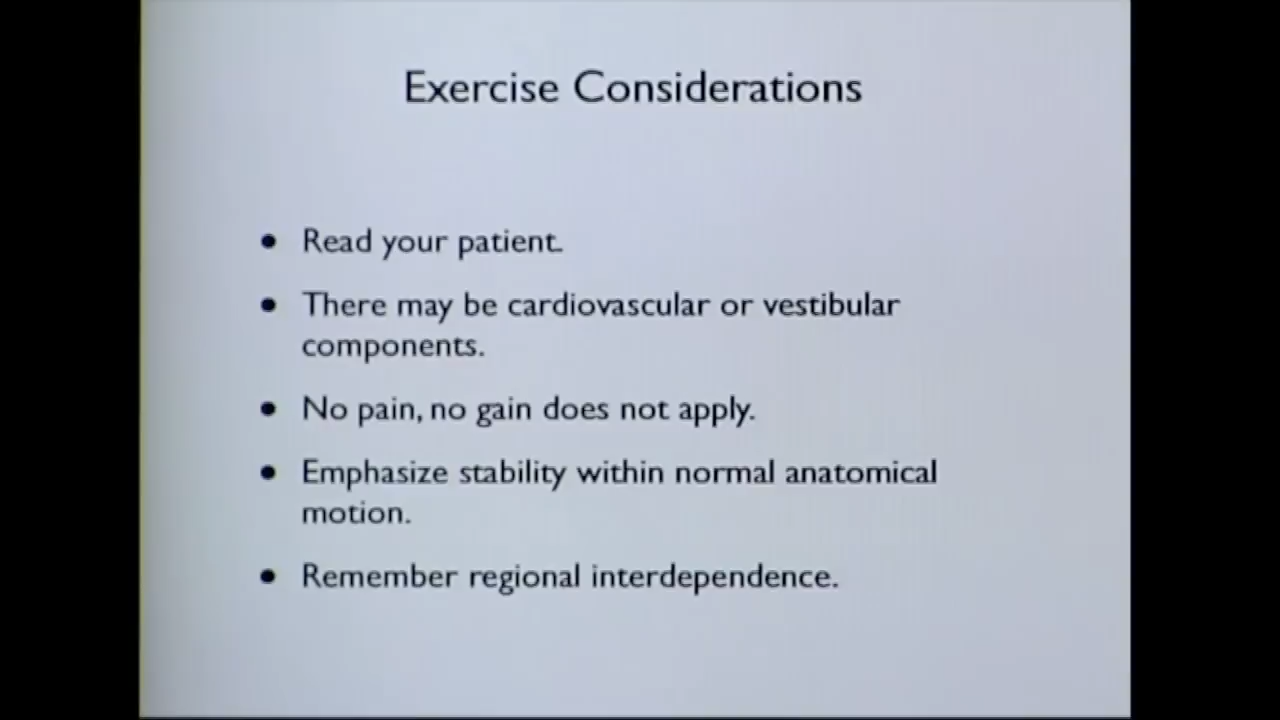 Exercise Considerations
● Read your patient.
● There may be cardiovascular or vestibular
components.
● No pain, no gain does not apply.
● Emphasize stability within normal anatomical
motion.
● Remember regional interdependence.